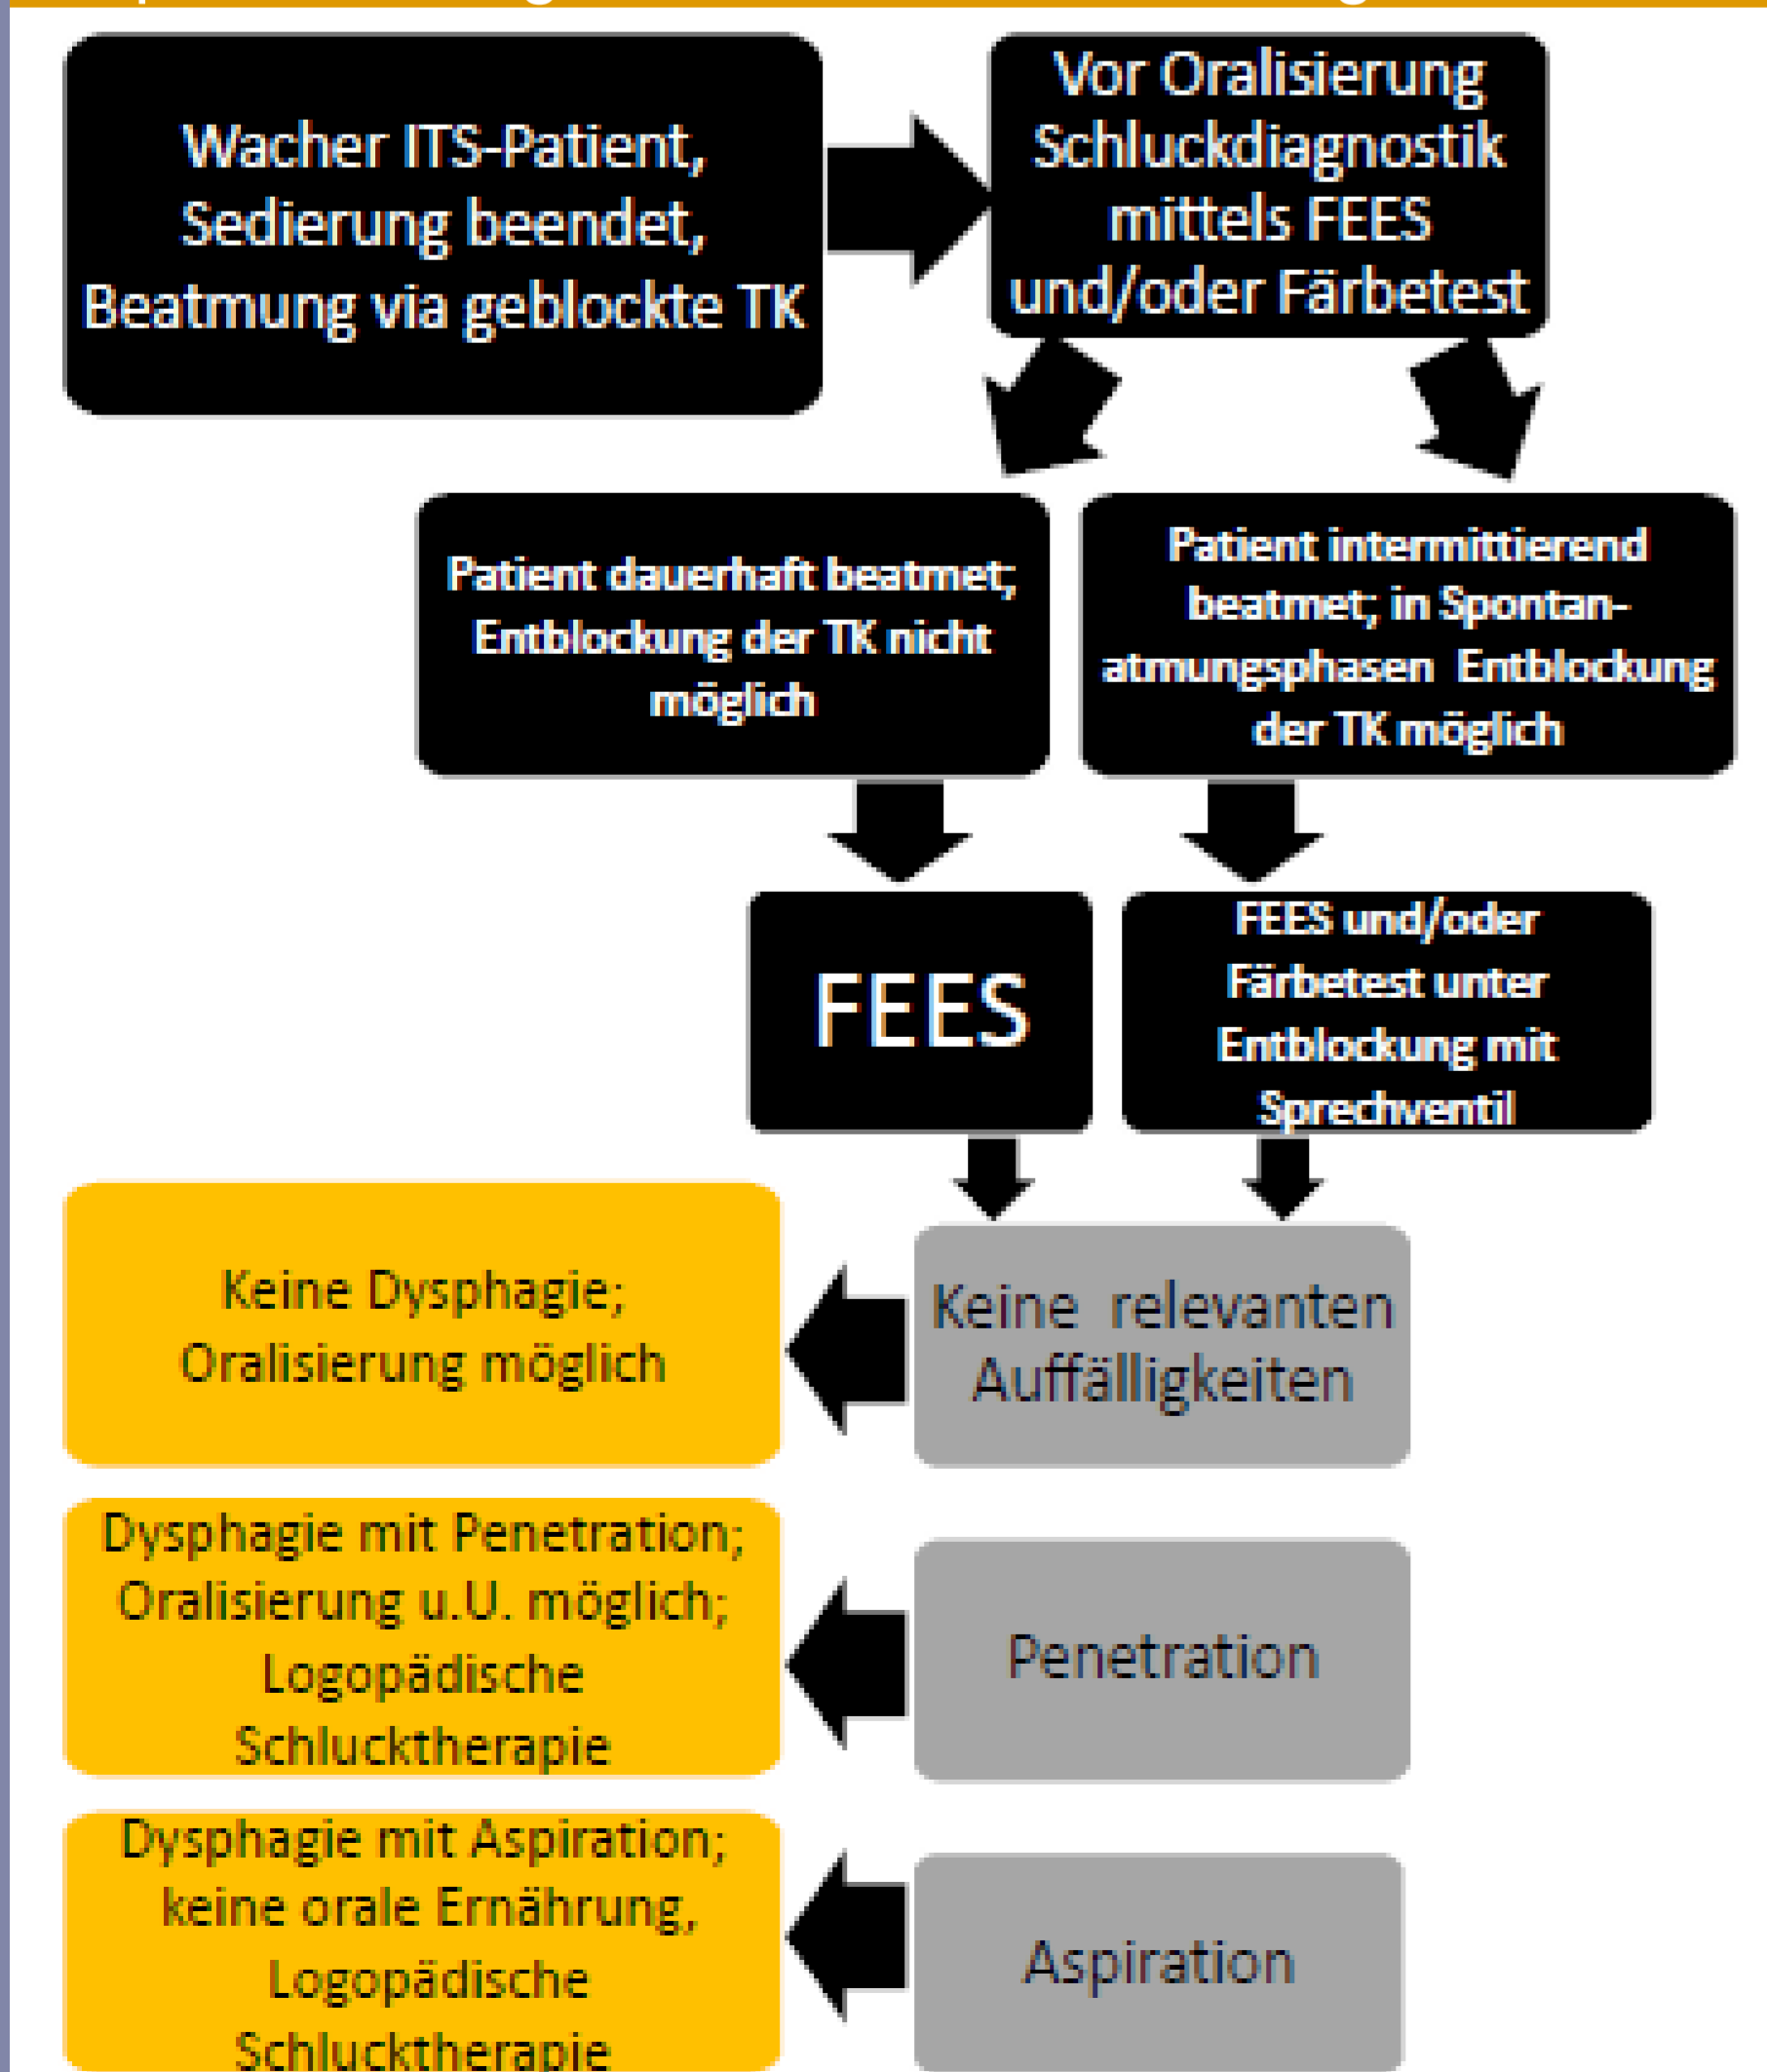 Wacher ITS-Patient,
Sedierung beendet,
Beatmung via geblockte TK
Vor Oralisierung
Schluckdiagnostik
mittels FEES
und/oder Färbetest
Patient dauerhaft beatmet;
Entblockung der TK nicht
möglich
Patient intermittierend
beatmet; in Spontan-
atmungsphasen Entblockung
der TK möglich
FEES
FEES und/oder
Färbetest unter
Entblockung mit
Sprechventil
Keine Dysphagie;
Oralisierung möglich
Keine relevanten
Auffälligkeiten
Dysphagie mit Penetration;
Oralisierung u.U. möglich;
Logopädische
Schlucktherapie
Penetration
Dysphagie mit Aspiration;
keine orale Ernährung,
Logopädische
Schlucktherapie
Aspiration